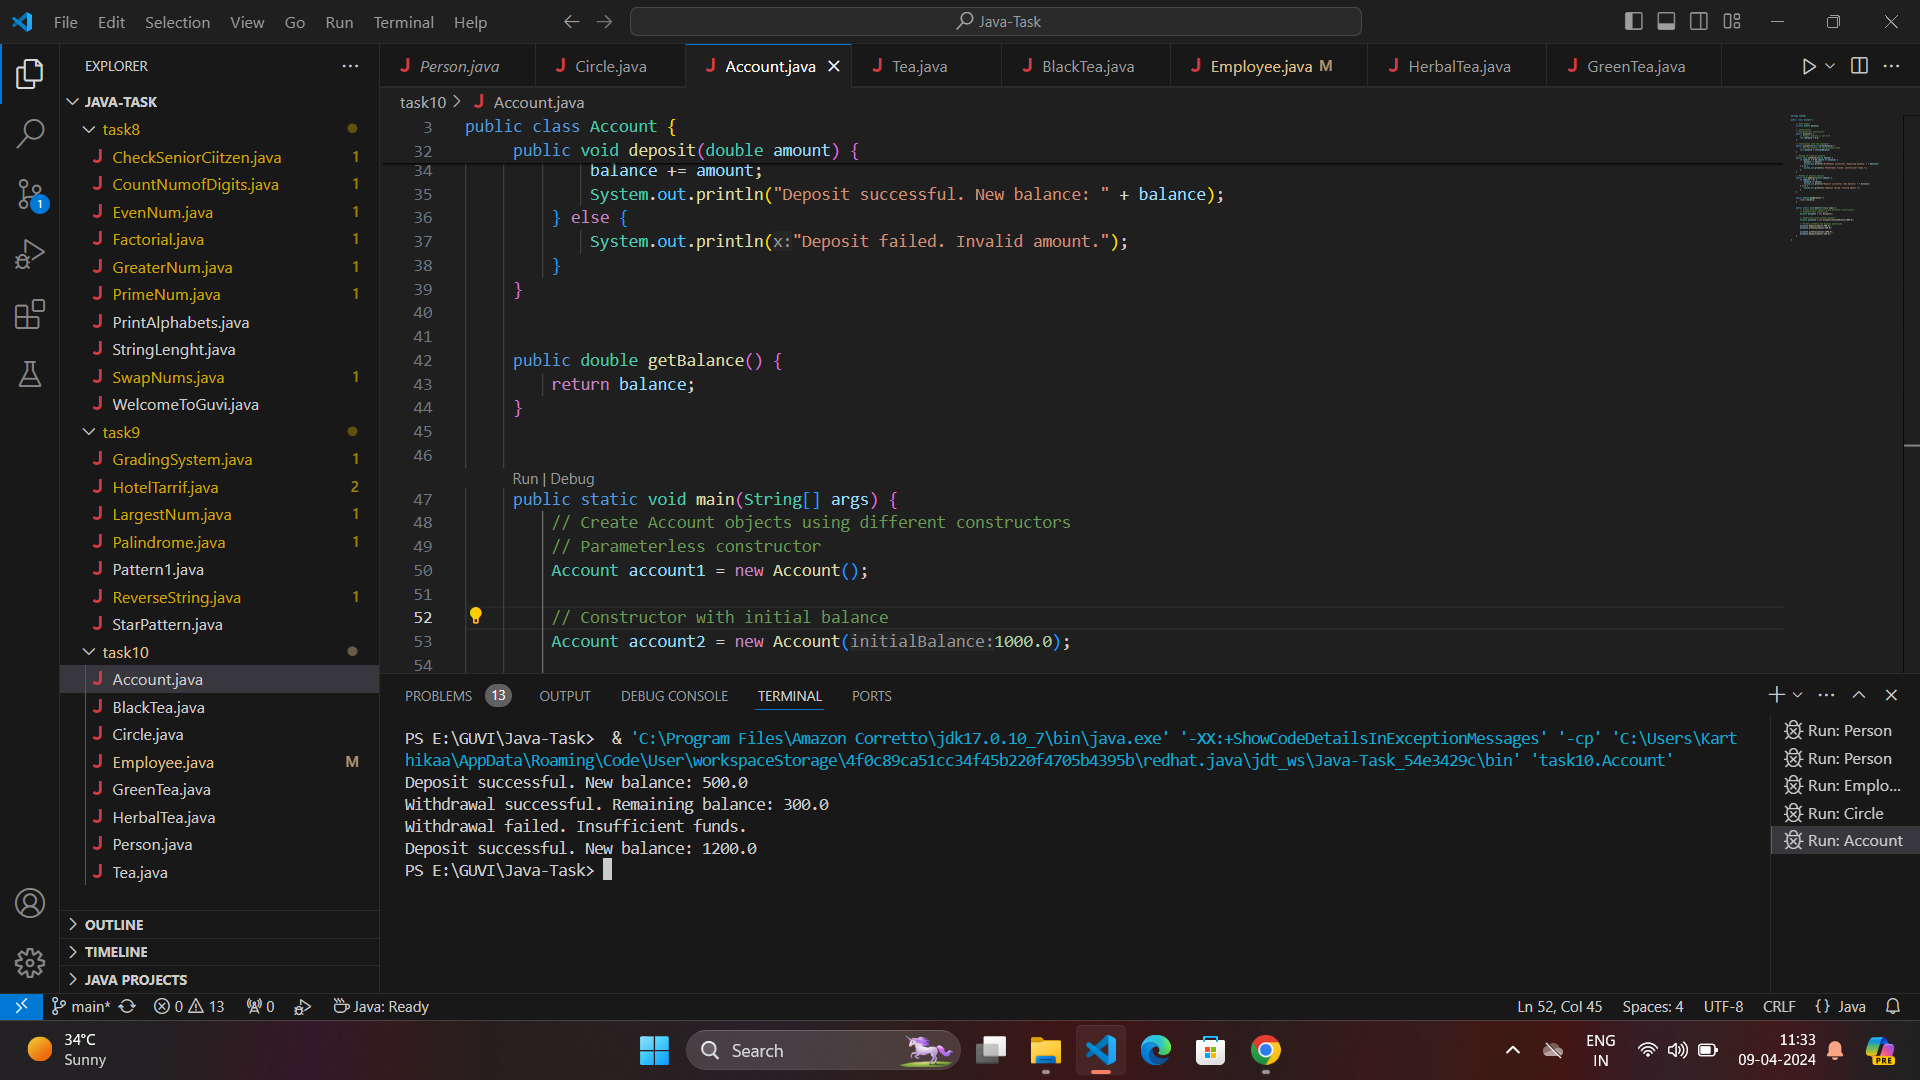 File Edit Selection View Go Run Terminal Help
Java-Task
EXPLORER
JAVA-TASK
task8
CheckSeniorCiitzen.java 1
CountNumofDigits.java 1
EvenNum.java 1
Factorial.java 1
GreaterNum.java 1
PrimeNum.java 1
PrintAlphabets.java
StringLenght.java
SwapNums.java 1
WelcomeToGuvi.java
task9
GradingSystem.java 1
HotelTarrif.java 2
LargestNum.java 1
Palindrome.java 1
Pattern1.java
ReverseString.java 1
StarPattern.java
task10
Account.java
BlackTea.java
Circle.java
Employee.java M
GreenTea.java
HerbalTea.java
Person.java
Tea.java
OUTLINE
TIMELINE
JAVA PROJECTS
1
Person.java Circle.java Account.java Tea.java BlackTea.java Employee.java M HerbalTea.java GreenTea.java
task10 > Account.java
3 public class Account {
32 public void deposit(double amount) {
34 balance += amount;
35 System.out.println("Deposit successful. New balance: " + balance);
36 } else {
37 System.out.println(x:"Deposit failed. Invalid amount.");
38 }
39 }
40
41
42 public double getBalance() {
43 return balance;
44 }
45
46
Run | Debug
47 public static void main(String[] args) {
48 // Create Account objects using different constructors
49 // Parameterless constructor
50 Account account1 = new Account();
51
52 // Constructor with initial balance
53 Account account2 = new Account(initialBalance:1000.0);
54
PROBLEMS 13 OUTPUT DEBUG CONSOLE TERMINAL PORTS
PS E:\GUVI\Java-Task>  & 'C:\Program Files\Amazon Corretto\jdk17.0.10_7\bin\java.exe' '-XX:+ShowCodeDetailsInExceptionMessages' '-cp' 'C:\Users\Kart
hikaa\AppData\Roaming\Code\User\workspaceStorage\4f0c89ca51cc34f45b220f4705b4395b\redhat.java\jdt_ws\Java-Task_54e3429c\bin' 'task10.Account'
Deposit successful. New balance: 500.0
Withdrawal successful. Remaining balance: 300.0
Withdrawal failed. Insufficient funds.
Deposit successful. New balance: 1200.0
PS E:\GUVI\Java-Task>
Run: Person
Run: Person
Run: Emplo...
Run: Circle
Run: Account
main* 0 13 0 Java: Ready Ln 52, Col 45 Spaces: 4 UTF-8 CRLF {} Java
34°C
Sunny
Search
ENG
IN
11:33
09-04-2024
PRE